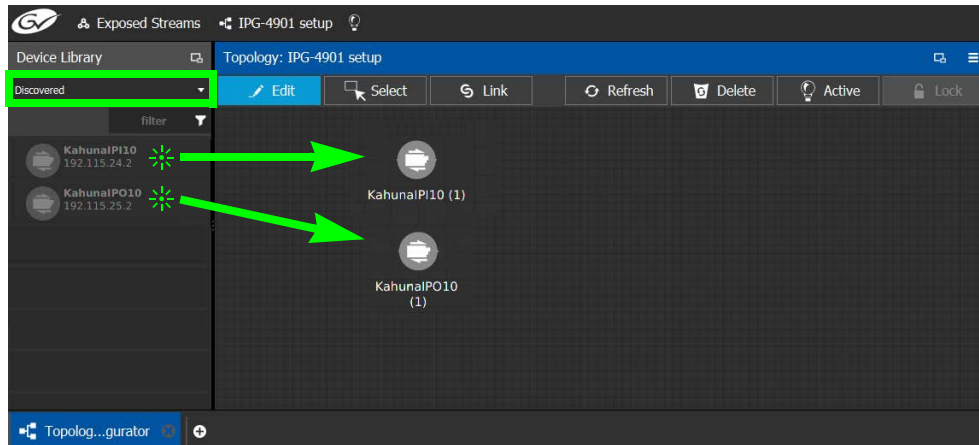 GV Exposed Streams IPG-4901 setup
Device Library
Topology: IPG-4901 setup
Discovered
Edit Select Link Refresh Delete Active Lock
filter
KahunaIPI10
192.115.24.2
KahunaIPO10
192.115.25.2
KahunaIPI10 (1)
KahunaIPO10
(1)
Topolog...gurator